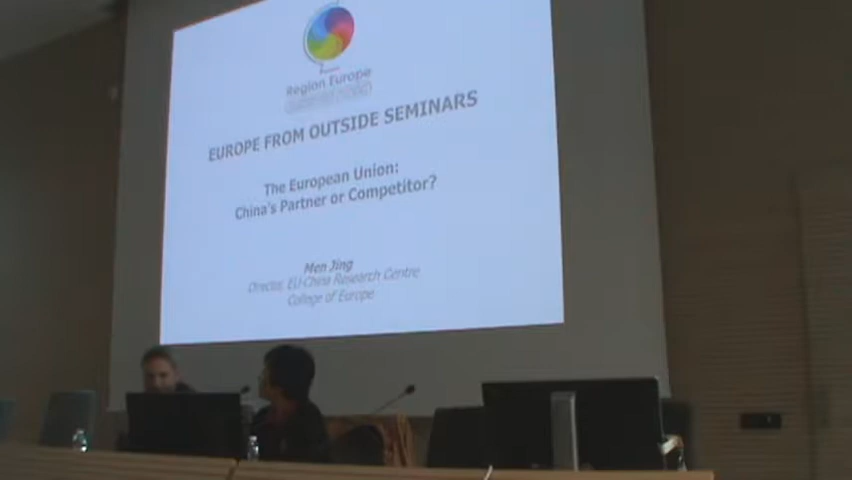 Region Europe
EUROPE FROM OUTSIDE SEMINARS
The European Union:
China's Partner or Competitor?
Men Jing
Director, EU-China Research Centre
College of Europe